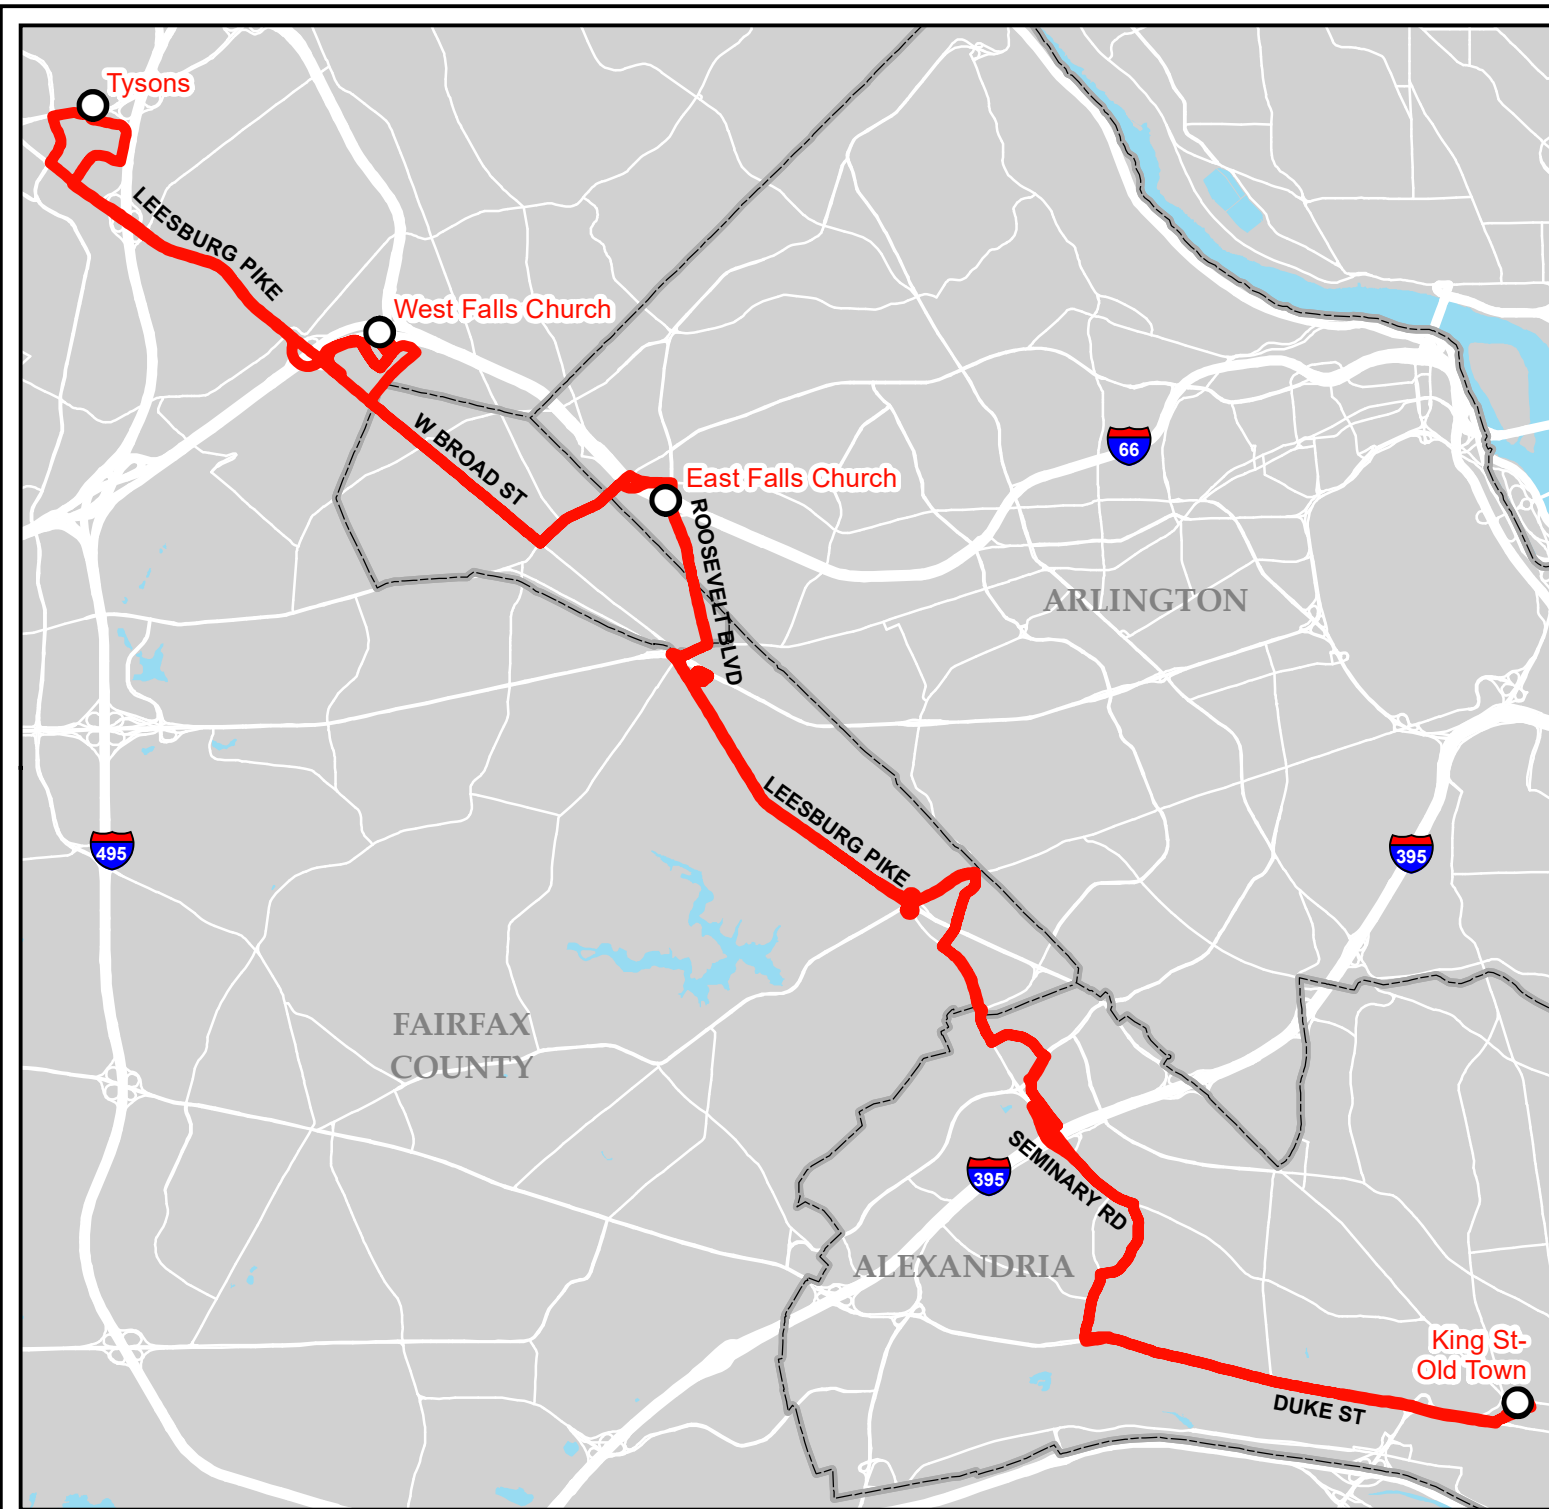 Tysons
LEESBURG PIKE
West Falls Church
W BROAD ST
66
East Falls Church
ROOSEVELT BLVD
ARLINGTON
LEESBURG PIKE
495
395
FAIRFAX
COUNTY
SEMINARY RD
395
ALEXANDRIA
King St-
Old Town
DUKE ST